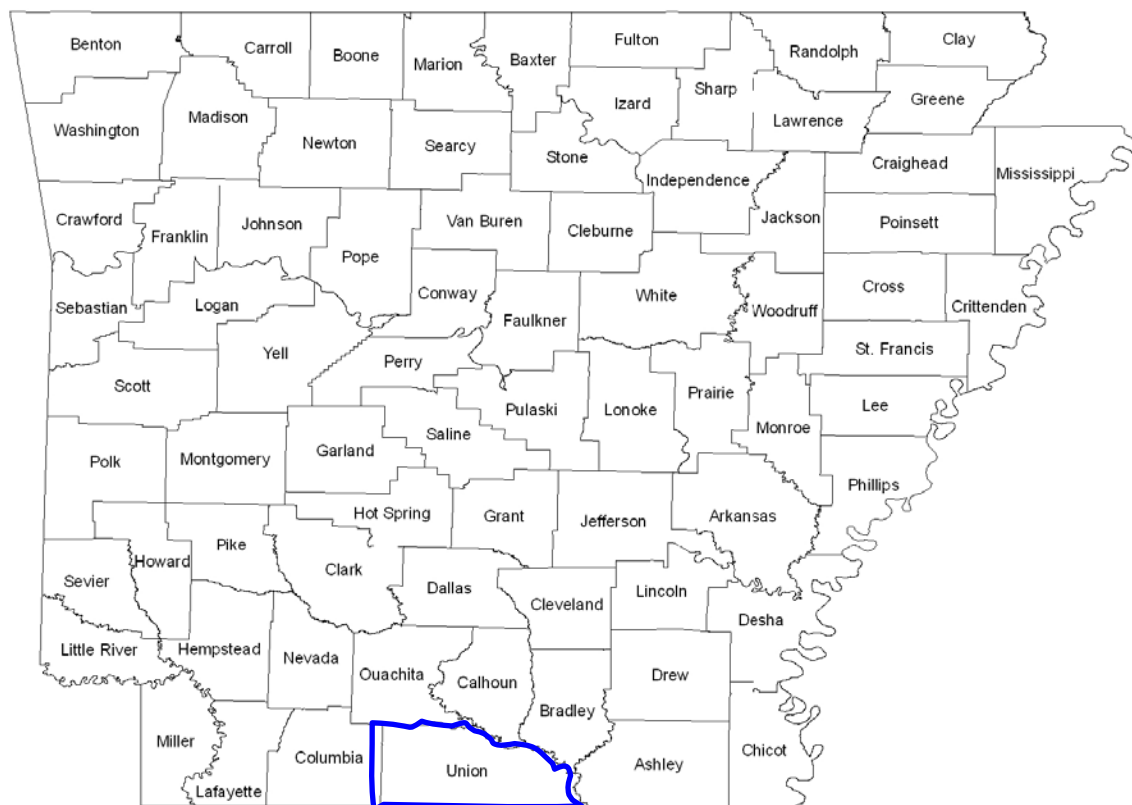 Benton
Carroll
Boone
Marion
Baxter
Fulton
Randolph
Clay
Washington
Madison
Newton
Searcy
Stone
Izard
Sharp
Lawrence
Greene
Independence
Craighead
Mississippi
Crawford
Franklin
Johnson
Pope
Van Buren
Cleburne
Jackson
Poinsett
Sebastian
Logan
Conway
Faulkner
White
Woodruff
Cross
Crittenden
Yell
Perry
St. Francis
Scott
Pulaski
Lonoke
Prairie
Lee
Polk
Montgomery
Garland
Saline
Monroe
Phillips
Hot Spring
Grant
Jefferson
Arkansas
Sevier
Howard
Pike
Clark
Dallas
Cleveland
Lincoln
Desha
Little River
Hempstead
Nevada
Ouachita
Calhoun
Bradley
Drew
Miller
Lafayette
Columbia
Union
Ashley
Chicot